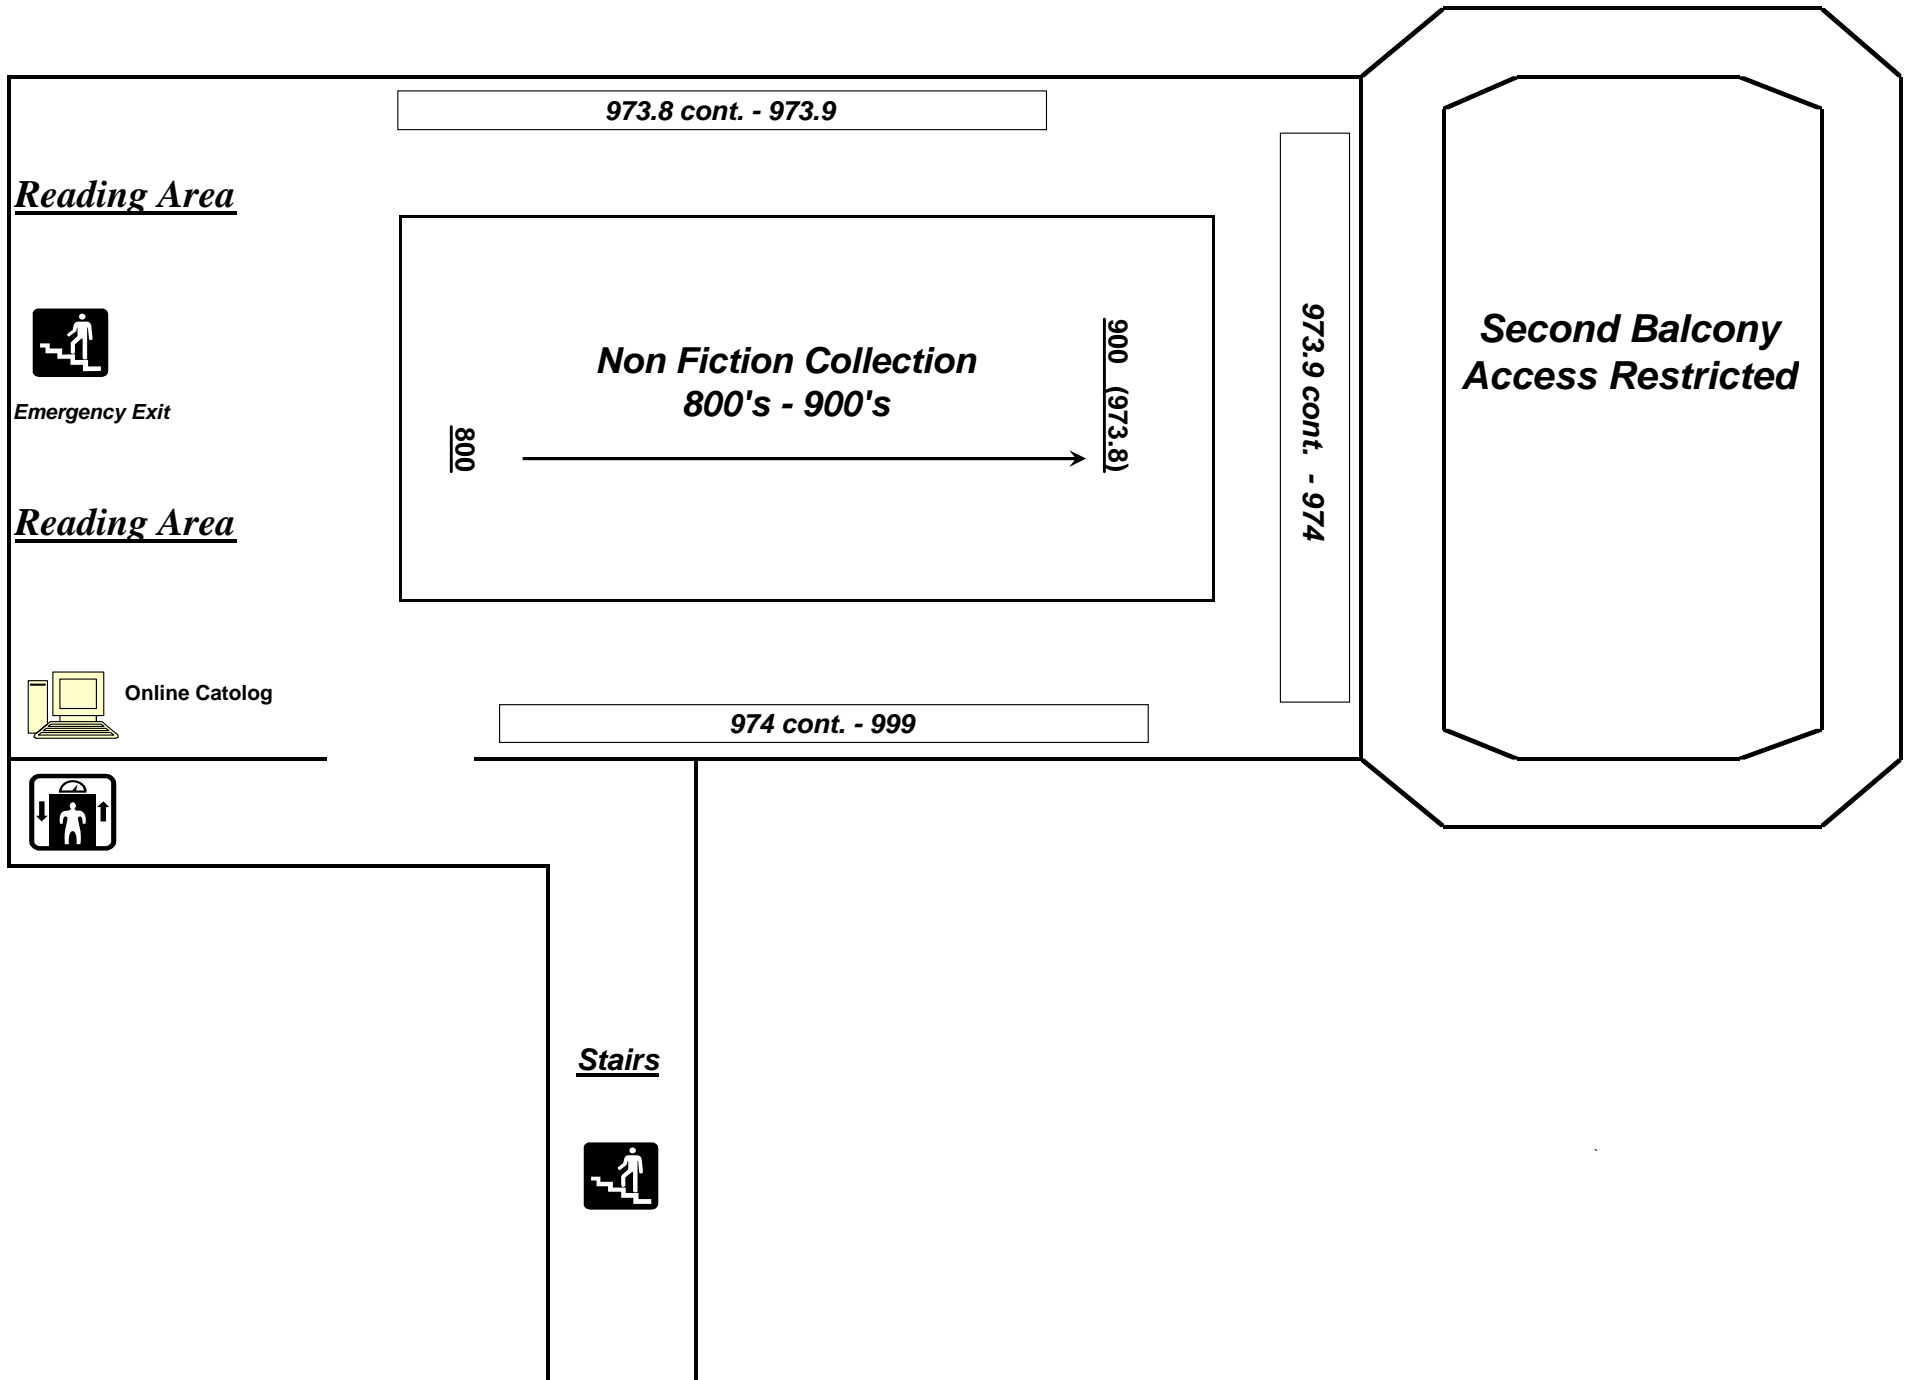 973.8 cont. - 973.9
Reading Area
Second Balcony
Access Restricted
Non Fiction Collection
800's - 900's
900 (973.8)
973.9 cont. - 974
Emergency Exit
800
Reading Area
Online Catolog
974 cont. - 999
Stairs
`